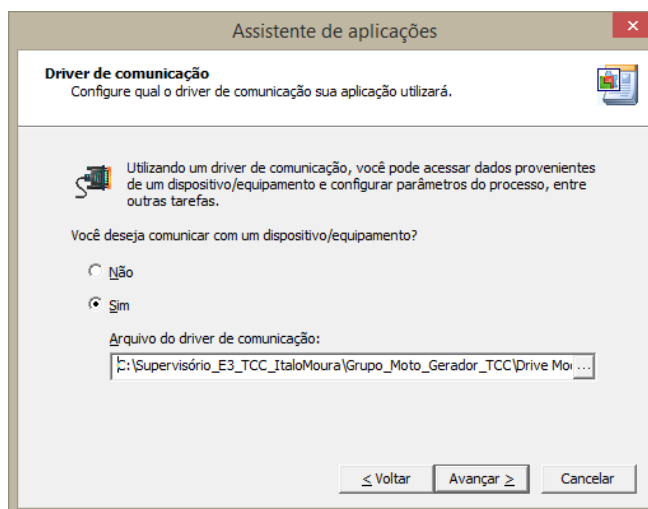 Assistente de aplicações
Driver de comunicação
Configure qual o driver de comunicação sua aplicação utilizará.
Utilizando um driver de comunicação, você pode acessar dados provenientes
de um dispositivo/equipamento e configurar parâmetros do processo, entre
outras tarefas.
Você deseja comunicar com um dispositivo/equipamento?
Não
Sim
Arquivo do driver de comunicação:
C:\Supervisório_E3_TCC_ItaloMoura\Grupo_Moto_Gerador_TCC\Drive Mo ...
< Voltar Avançar > Cancelar